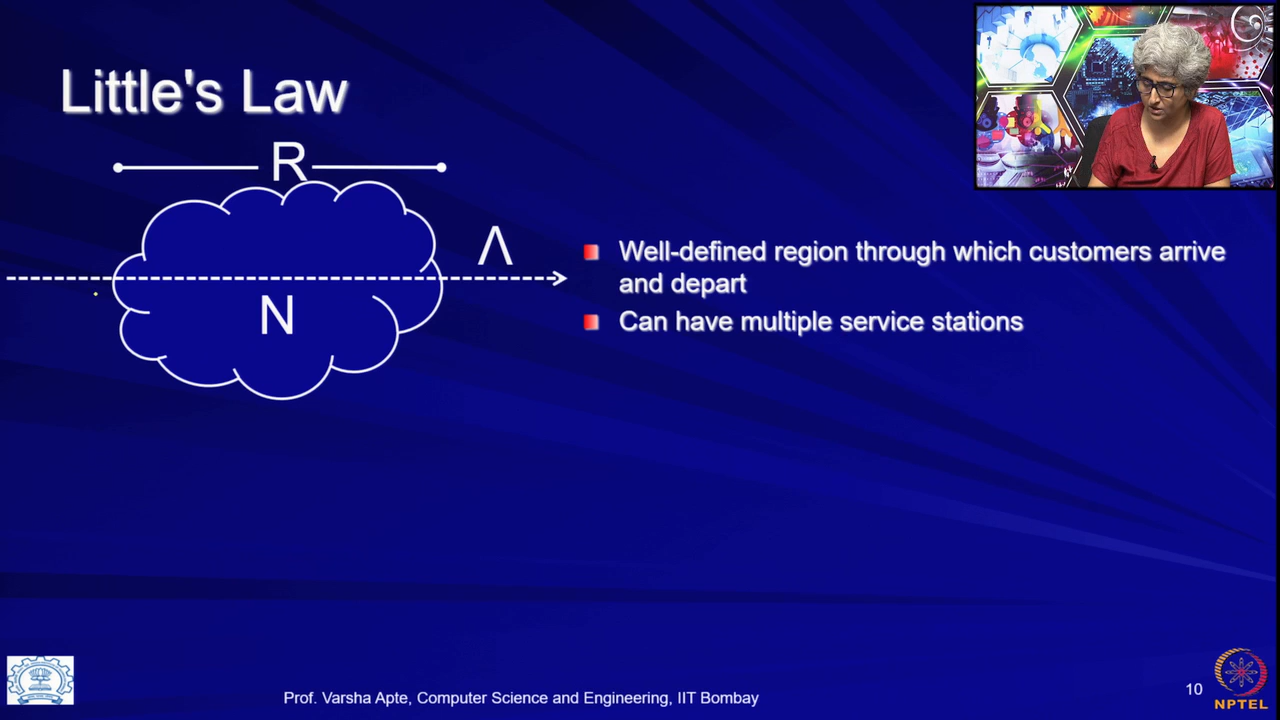 Little's Law
R
Λ
N
Well-defined region through which customers arrive
and depart
Can have multiple service stations
Prof. Varsha Apte, Computer Science and Engineering, IIT Bombay
10
NPTEL